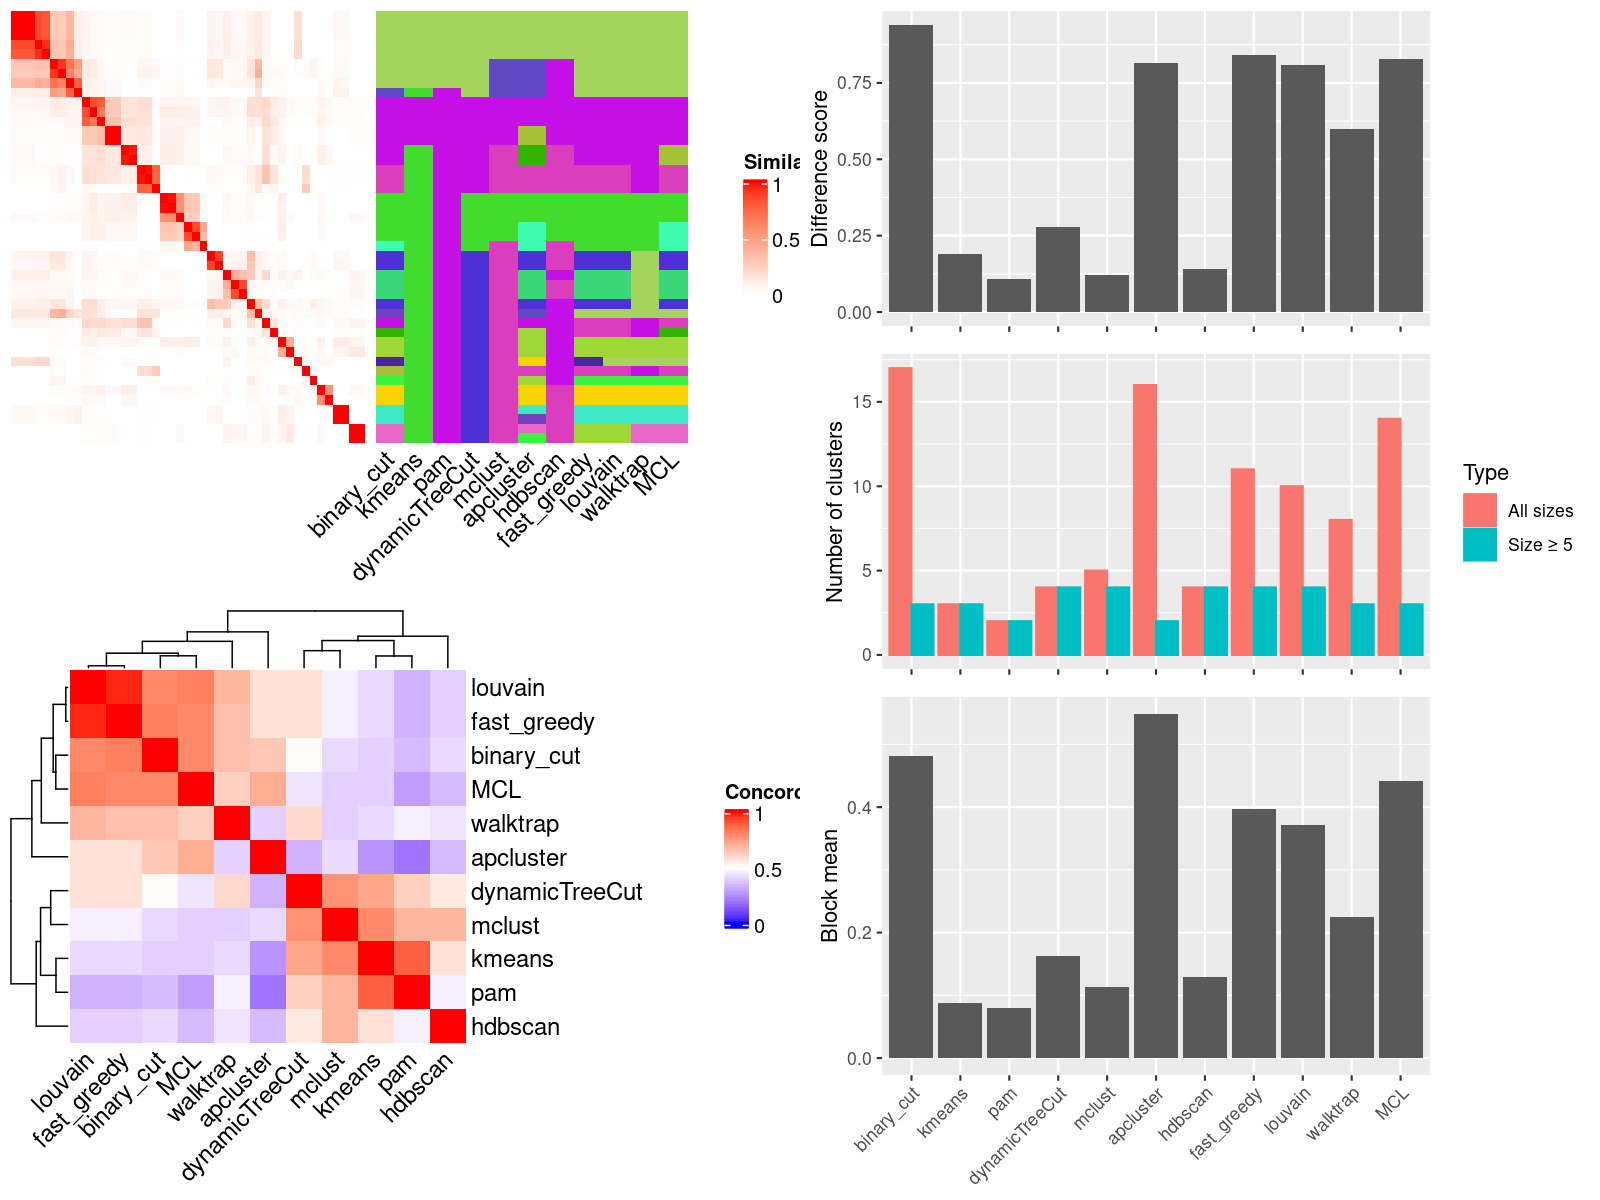 Simila
1
0.5
0
binary_cut
kmeans
pam
dynamicTreeCut
mclust
apcluster
hdbscan
fast_greedy
louvain
walktrap
MCL
louvain
fast_greedy
binary_cut
MCL
walktrap
apcluster
dynamicTreeCut
mclust
kmeans
pam
hdbscan
louvain
fast_greedy
binary_cut
MCL
walktrap
apcluster
dynamicTreeCut
mclust
kmeans
pam
hdbscan
Concord
1
0.5
0
Difference score
0.75
0.50
0.25
0.00
Number of clusters
15
10
5
0
Type
All sizes
Size ≥ 5
Block mean
0.4
0.2
0.0
binary_cut
kmeans
pam
dynamicTreeCut
mclust
apcluster
hdbscan
fast_greedy
louvain
walktrap
MCL